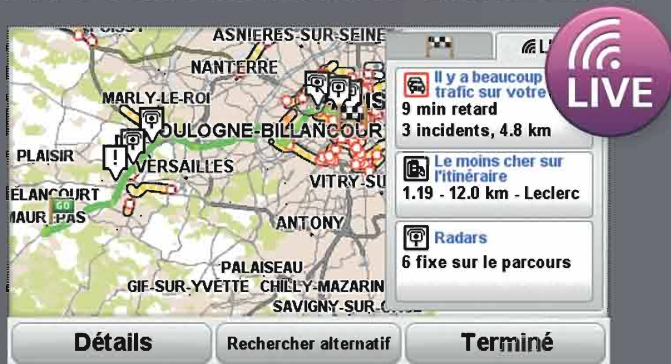 POISSY
ASNIERES-SUR-SEINE
NANTERRE
MARLY-LE-ROI
BOULOGNE-BILLANCOUR
PLAISIR
VERSAILLES
VITRY-SU
ÉLANCOURT
MAUR PAS
GO
ANTONY
PALAISEAU
GIF-SUR-YVETTE CHILLY-MAZARIN
SAVIGNY-SUR-O
LIVE
Il y a beaucoup
trafic sur votre
9 min retard
3 incidents, 4.8 km
Le moins cher sur
l'itinéraire
1.19 - 12.0 km - Leclerc
Radars
6 fixe sur le parcours
Détails
Rechercher alternatif
Terminé